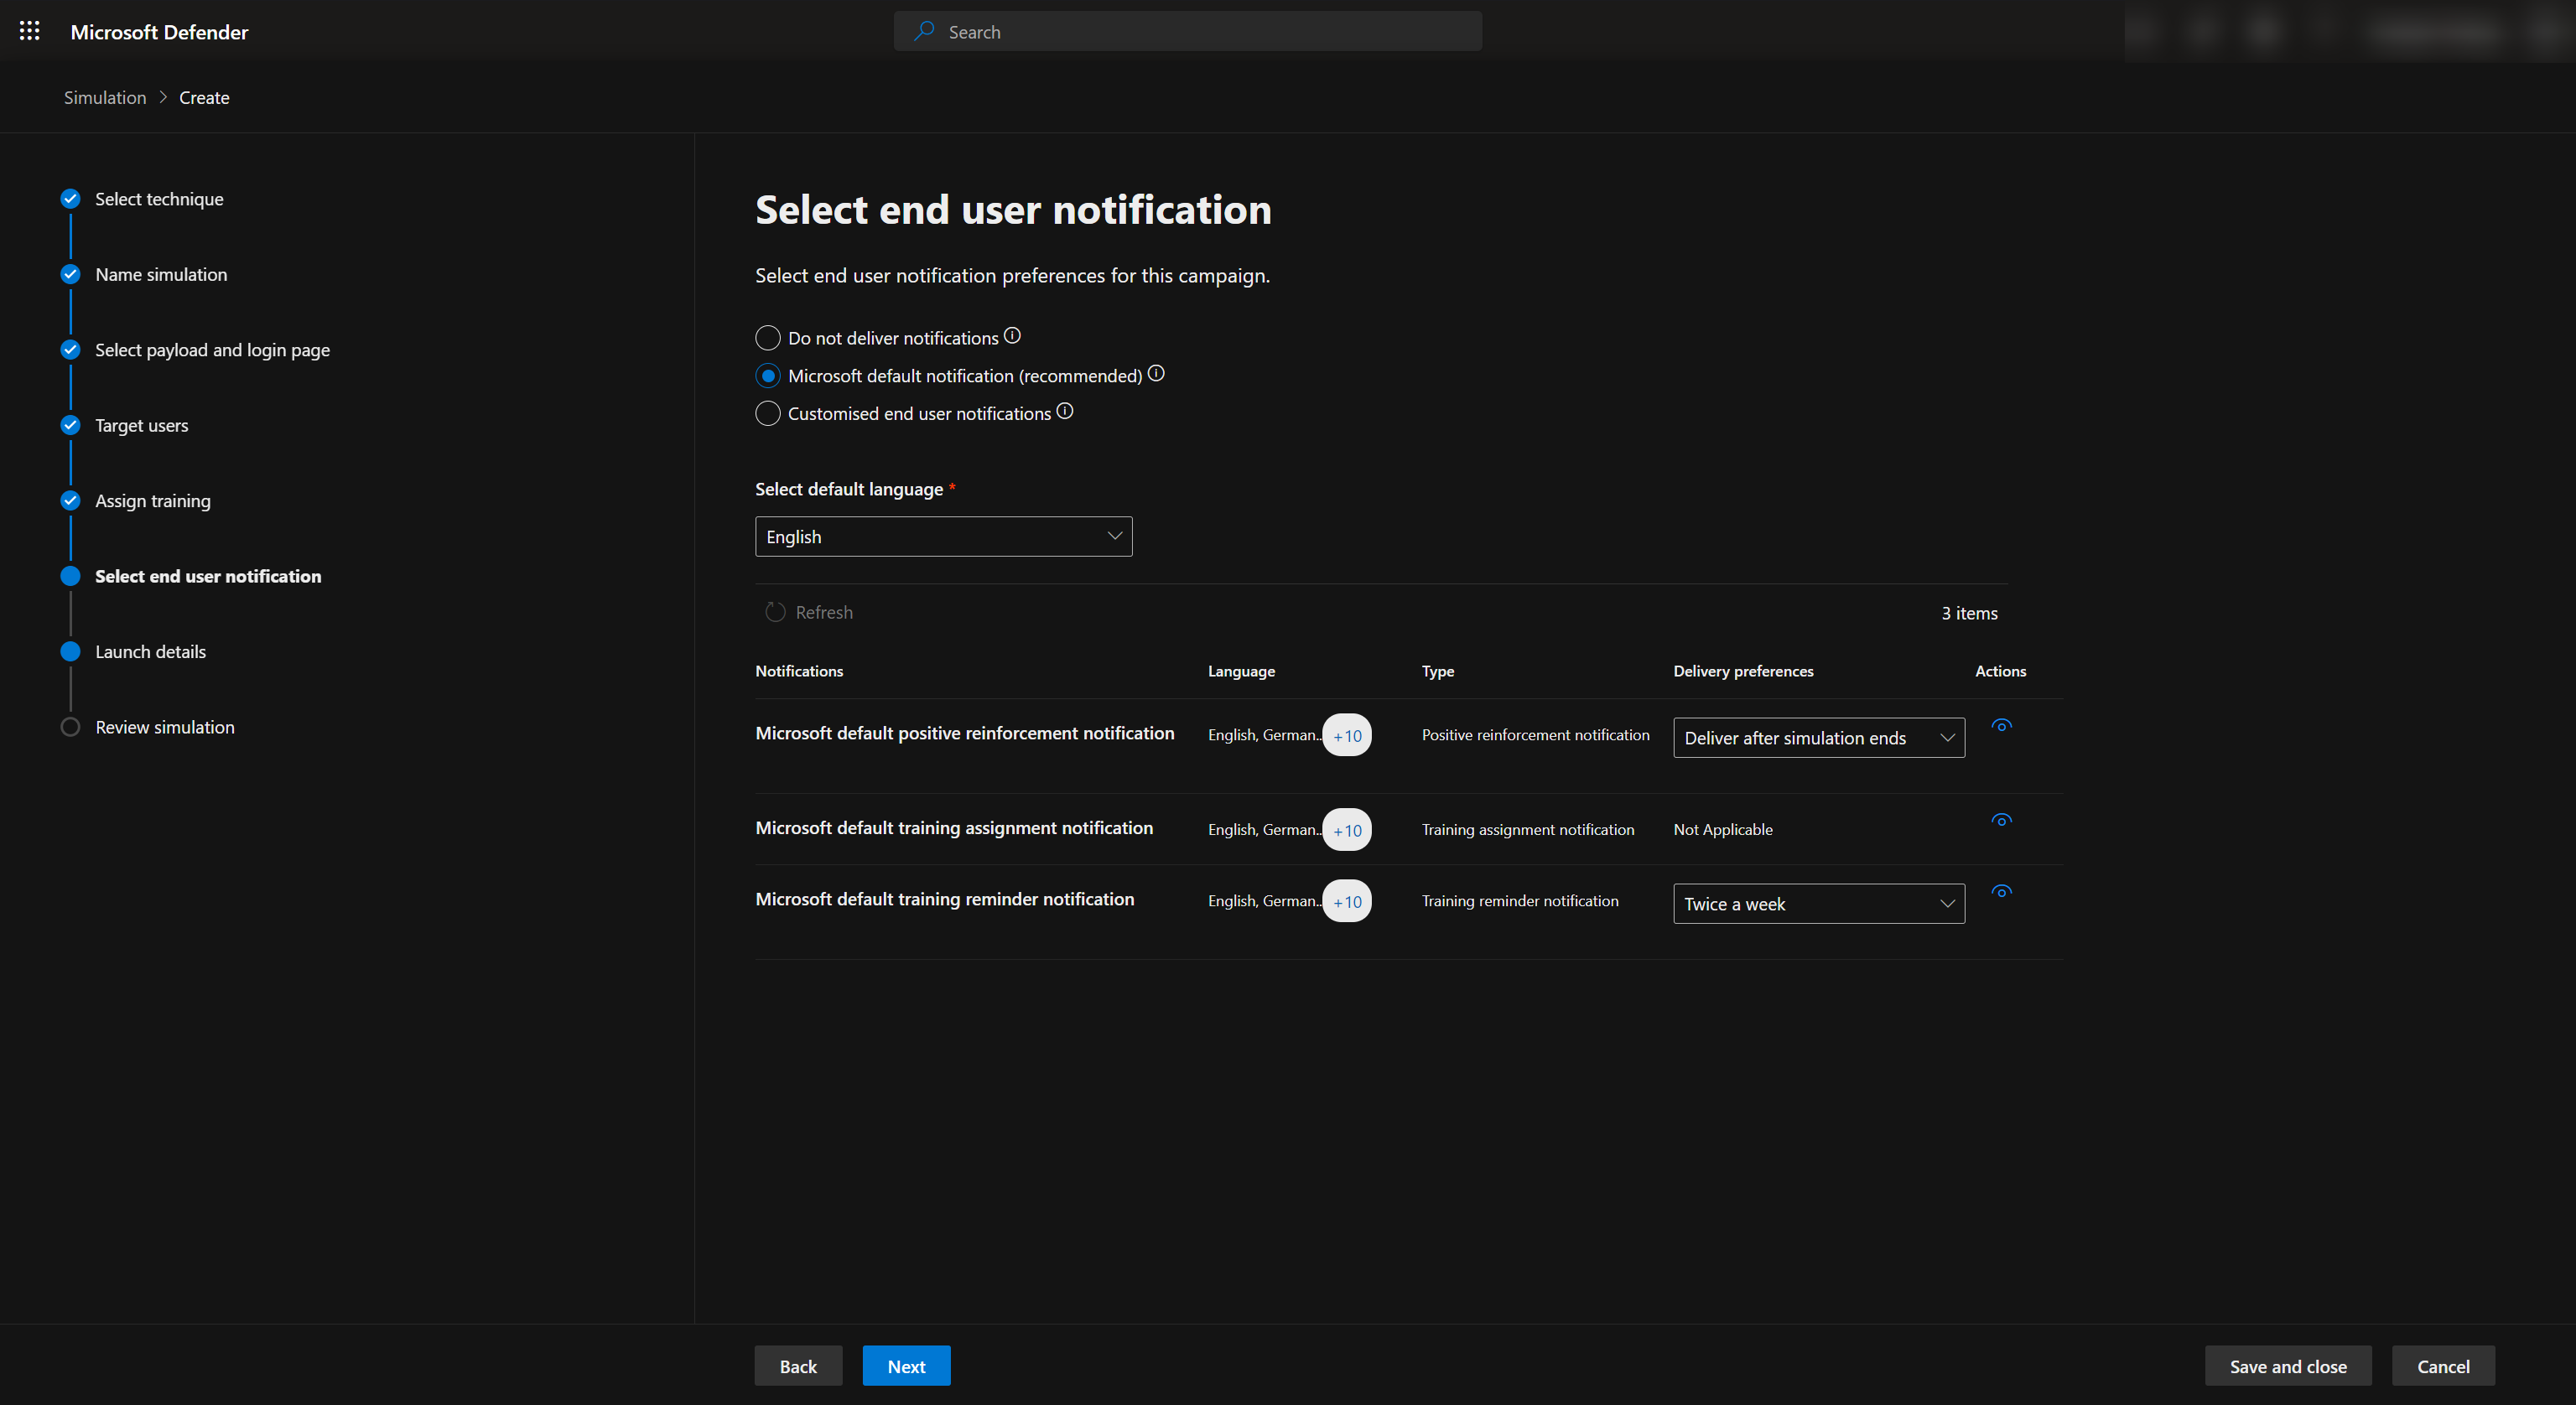 Microsoft Defender
Search
Simulation > Create
Select technique
Name simulation
Select payload and login page
Target users
Assign training
Select end user notification
Launch details
Review simulation
Select end user notification
Select end user notification preferences for this campaign.
Do not deliver notifications
Microsoft default notification (recommended)
Customised end user notifications
Select default language *
English
Refresh
3 items
Notifications Language Type Delivery preferences Actions
Microsoft default positive reinforcement notification English, German.. +10 Positive reinforcement notification Deliver after simulation ends
Microsoft default training assignment notification English, German.. +10 Training assignment notification Not Applicable
Microsoft default training reminder notification English, German.. +10 Training reminder notification Twice a week
Back Next Save and close Cancel